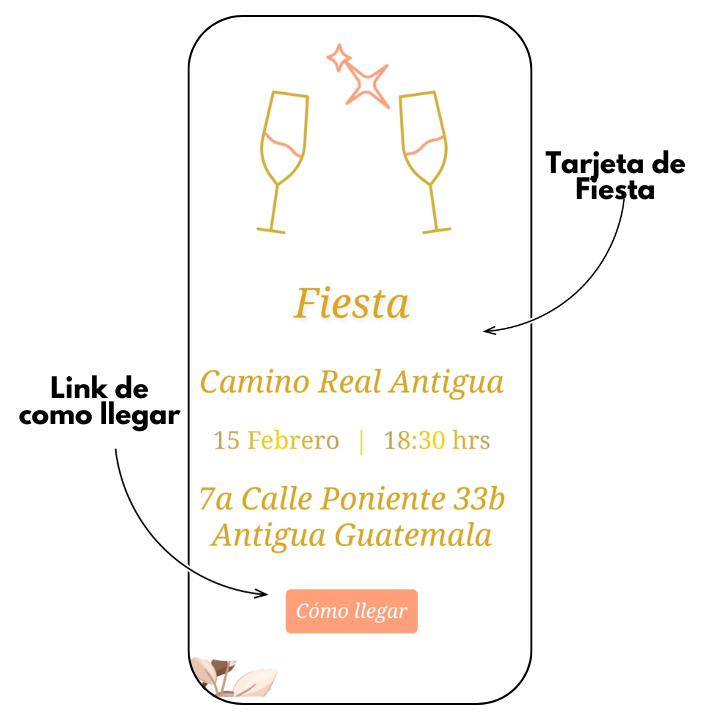 Tarjeta de
Fiesta
Fiesta
Camino Real Antigua
15 Febrero | 18:30 hrs
Link de
como llegar
7a Calle Poniente 33b
Antigua Guatemala
Cómo llegar